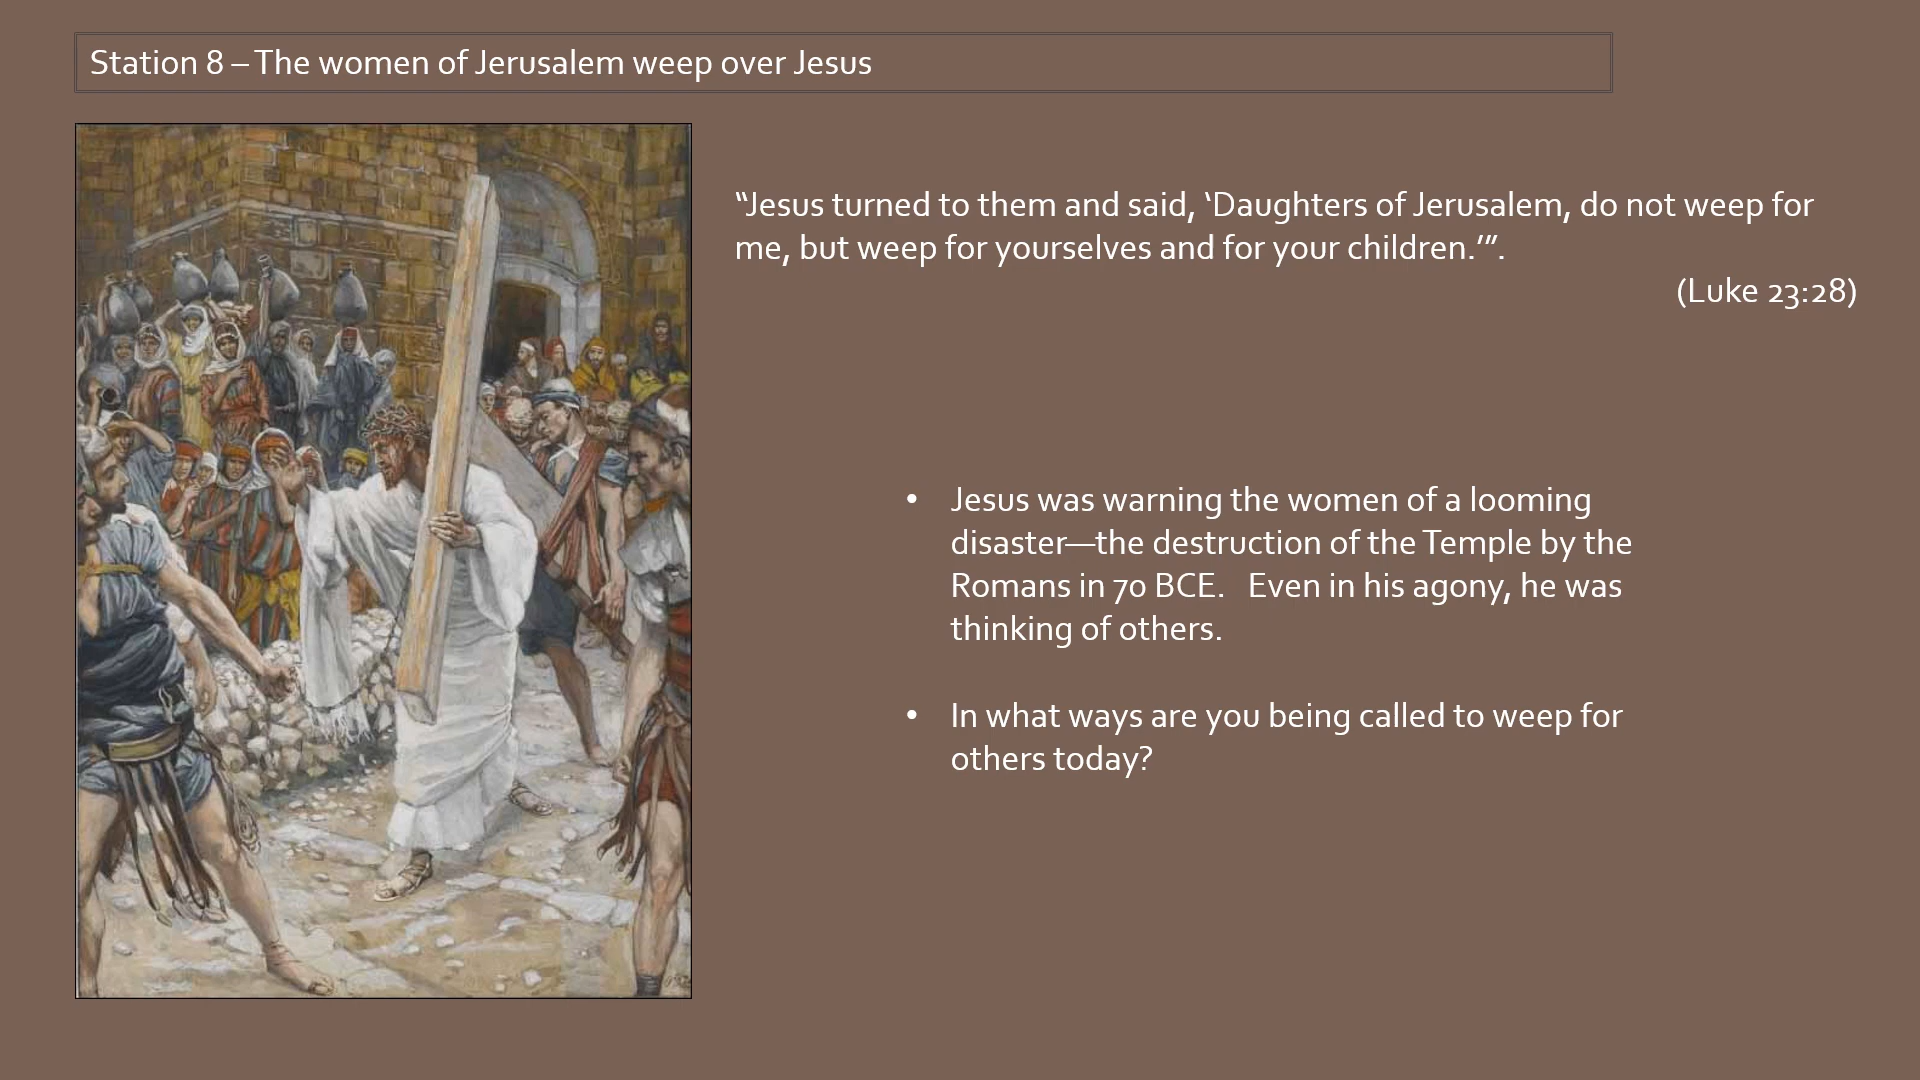 Station 8 – The women of Jerusalem weep over Jesus
“Jesus turned to them and said, ‘Daughters of Jerusalem, do not weep for
me, but weep for yourselves and for your children.’”.
(Luke 23:28)
• Jesus was warning the women of a looming
disaster—the destruction of the Temple by the
Romans in 70 BCE.   Even in his agony, he was
thinking of others.
• In what ways are you being called to weep for
others today?